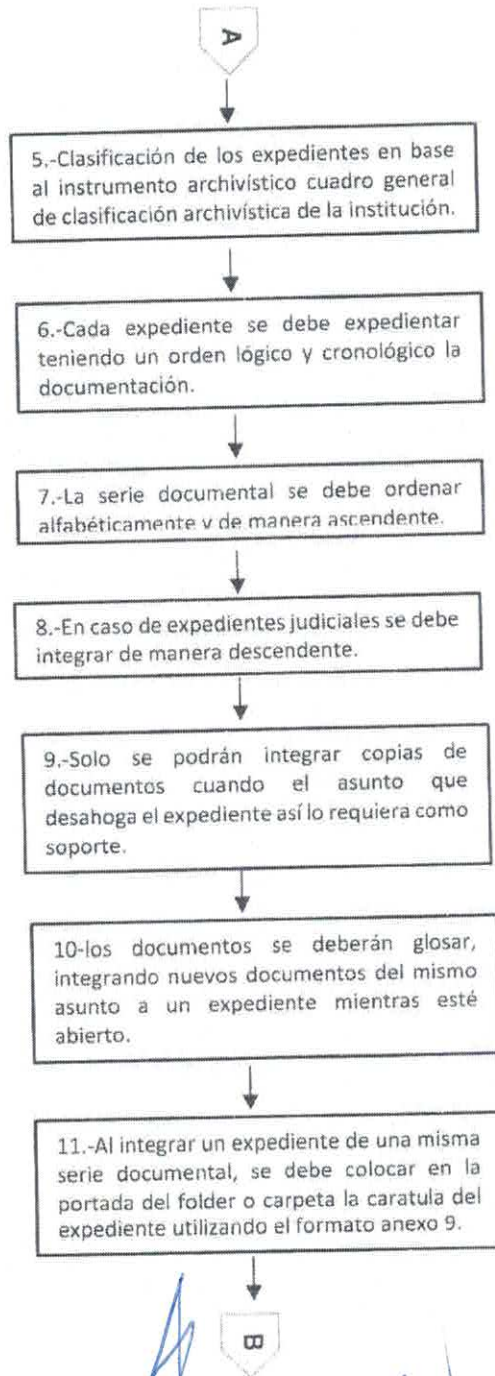 A
5.-Clasificación de los expedientes en base
al instrumento archivístico cuadro general
de clasificación archivística de la institución.
6.-Cada expediente se debe expedientar
teniendo un orden lógico y cronológico la
documentación.
7.-La serie documental se debe ordenar
alfabéticamente y de manera ascendente.
8.-En caso de expedientes judiciales se debe
integrar de manera descendente.
9.-Solo se podrán integrar copias de
documentos cuando el asunto que
desahoga el expediente así lo requiera como
soporte.
10-los documentos se deberán glosar,
integrando nuevos documentos del mismo
asunto a un expediente mientras esté
abierto.
11.-Al integrar un expediente de una misma
serie documental, se debe colocar en la
portada del folder o carpeta la caratula del
expediente utilizando el formato anexo 9.
B